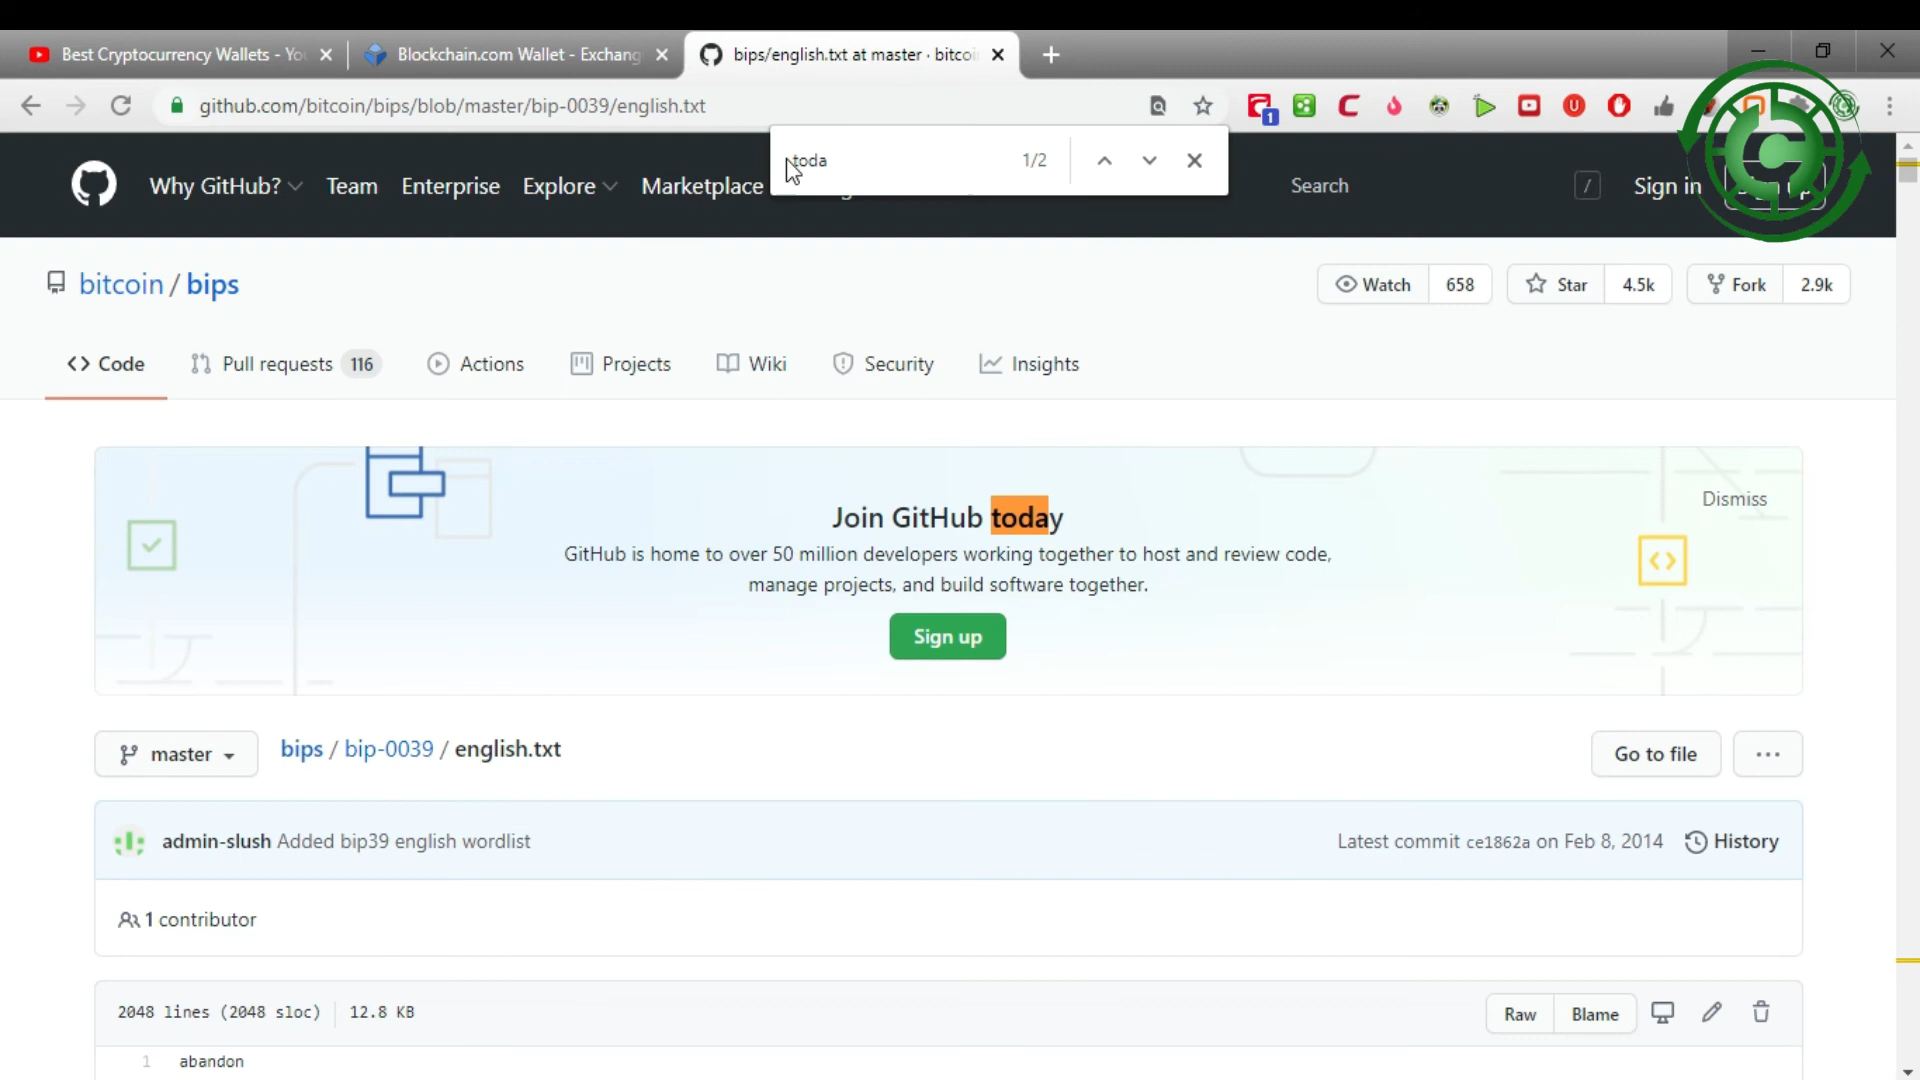 Best Cryptocurrency Wallets - Yo
Blockchain.com Wallet - Exchang
bips/english.txt at master · bitcoi
github.com/bitcoin/bips/blob/master/bip-0039/english.txt
1
toda
1/2
Why GitHub?
Team
Enterprise
Explore
Marketplace
Search
/
Sign in
bitcoin / bips
Watch 658
Star 4.5k
Fork 2.9k
Code
Pull requests 116
Actions
Projects
Wiki
Security
Insights
Join GitHub today
Dismiss
GitHub is home to over 50 million developers working together to host and review code,
manage projects, and build software together.
Sign up
master
bips / bip-0039 / english.txt
Go to file
...
admin-slush Added bip39 english wordlist
Latest commit ce1862a on Feb 8, 2014
History
1 contributor
2048 lines (2048 sloc)
12.8 KB
Raw
Blame
1 abandon